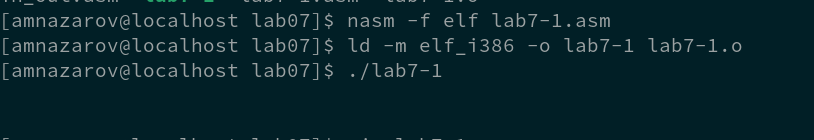 [amnazarov@localhost lab07]$ nasm -f elf lab7-1.asm
[amnazarov@localhost lab07]$ ld -m elf_i386 -o lab7-1 lab7-1.o
[amnazarov@localhost lab07]$ ./lab7-1